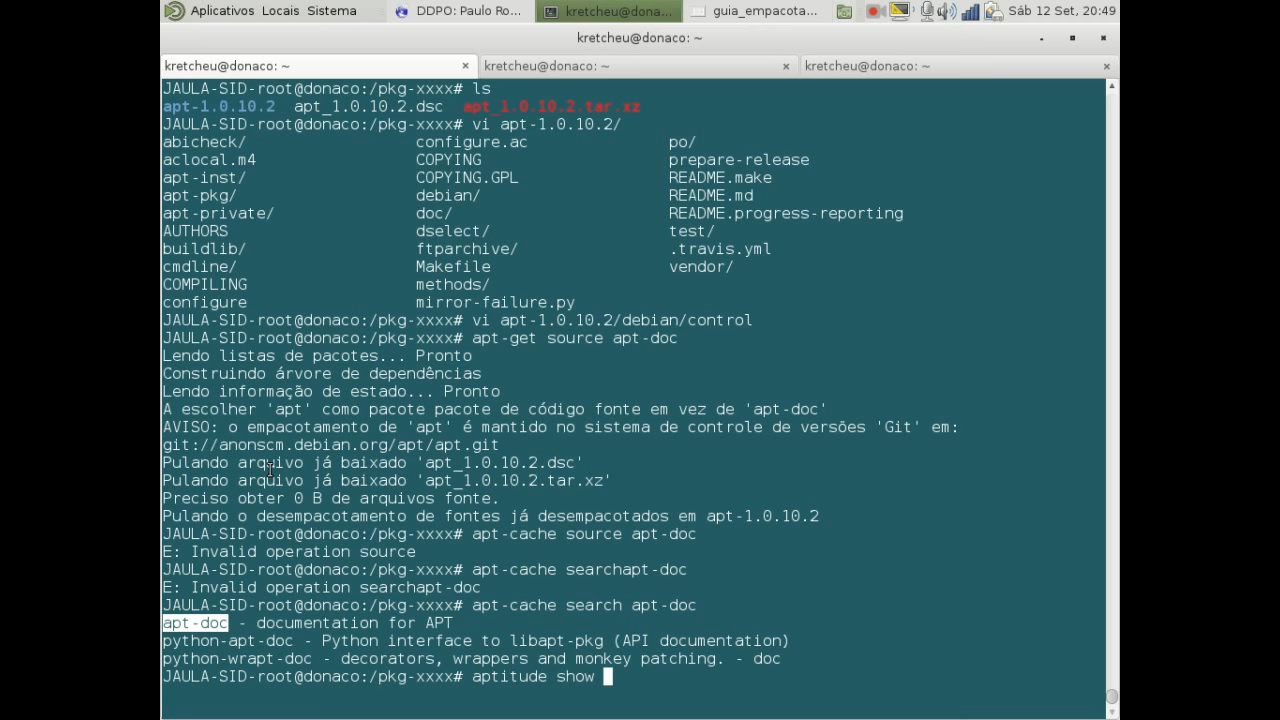 Aplicativos Locais Sistema DDPO: Paulo Ro... kretcheu@dona... guia_empacota... Sáb 12 Set, 20:49
kretcheu@donaco: ~
kretcheu@donaco: ~ kretcheu@donaco: ~ kretcheu@donaco: ~
JAULA-SID-root@donaco:/pkg-xxxx# ls
apt-1.0.10.2 apt_1.0.10.2.dsc apt_1.0.10.2.tar.xz
JAULA-SID-root@donaco:/pkg-xxxx# vi apt-1.0.10.2/
abicheck/ configure.ac po/
aclocal.m4 COPYING prepare-release
apt-inst/ COPYING.GPL README.make
apt-pkg/ debian/ README.md
apt-private/ doc/ README.progress-reporting
AUTHORS dselect/ test/
buildlib/ ftparchive/ .travis.yml
cmdline/ Makefile vendor/
COMPILING methods/
configure mirror-failure.py
JAULA-SID-root@donaco:/pkg-xxxx# vi apt-1.0.10.2/debian/control
JAULA-SID-root@donaco:/pkg-xxxx# apt-get source apt-doc
Lendo listas de pacotes... Pronto
Construindo árvore de dependências
Lendo informação de estado... Pronto
A escolher 'apt' como pacote pacote de código fonte em vez de 'apt-doc'
AVISO: o empacotamento de 'apt' é mantido no sistema de controle de versões 'Git' em:
git://anonscm.debian.org/apt/apt.git
Pulando arquivo já baixado 'apt_1.0.10.2.dsc'
Pulando arquivo já baixado 'apt_1.0.10.2.tar.xz'
Preciso obter 0 B de arquivos fonte.
Pulando o desempacotamento de fontes já desempacotados em apt-1.0.10.2
JAULA-SID-root@donaco:/pkg-xxxx# apt-cache source apt-doc
E: Invalid operation source
JAULA-SID-root@donaco:/pkg-xxxx# apt-cache searchapt-doc
E: Invalid operation searchapt-doc
JAULA-SID-root@donaco:/pkg-xxxx# apt-cache search apt-doc
apt-doc - documentation for APT
python-apt-doc - Python interface to libapt-pkg (API documentation)
python-wrapt-doc - decorators, wrappers and monkey patching. - doc
JAULA-SID-root@donaco:/pkg-xxxx# aptitude show